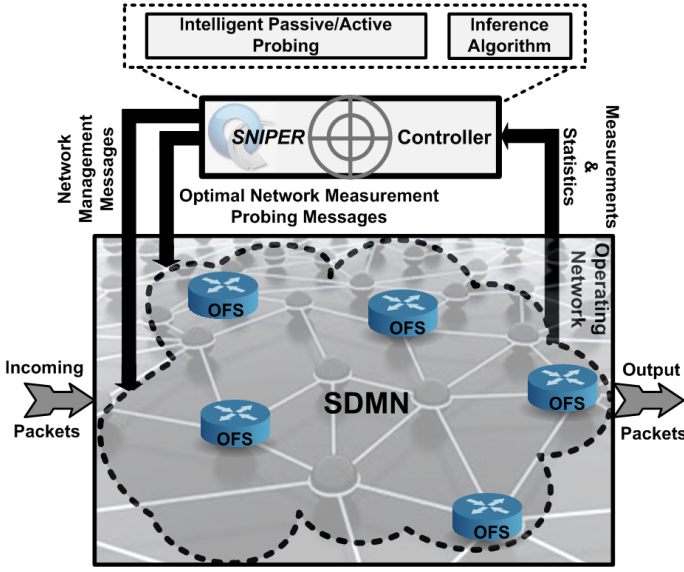 Intelligent Passive/Active
Probing
Inference
Algorithm
SNIPER
Controller
Network
Management
Messages
Optimal Network Measurement
Probing Messages
Measurements
&
Statistics
Operating
Network
OFS
OFS
Incoming
Packets
SDMN
OFS
OFS
Output
Packets
OFS